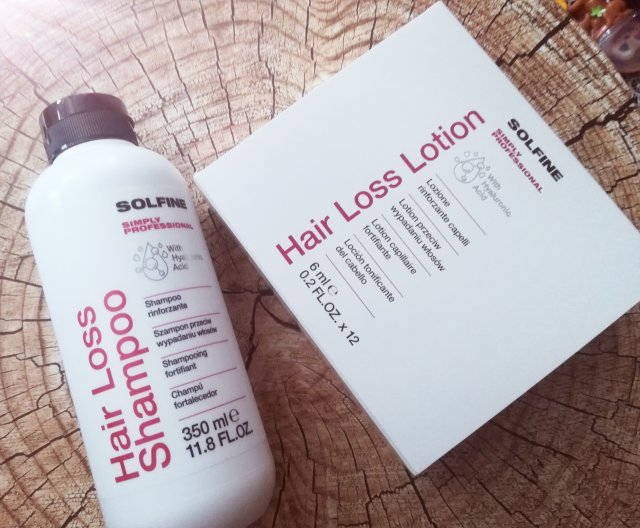 SOLFINE
SIMPLY
PROFESSIONAL
With
Hyaluronic
Acid
Hair Loss
Shampoo
Shampoo
rinforzante
Szampon przeciw
wypadaniu włosów
Shampooing
fortifiant
Champú
fortalecedor
350 ml e
11.8 FL.OZ.
SOLFINE
SIMPLY
PROFESSIONAL
With
Hyaluronic
Acid
Hair Loss Lotion
Lozione
rinforzante capelli
Lotion przeciw
wypadaniu włosów
Lotion capillaire
fortifiante
Loción fortificante
del cabello
6 ml e
0.2 FL.OZ. x 12